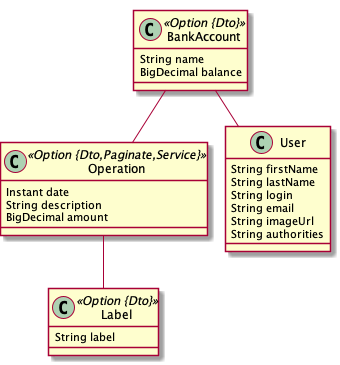 C «Option {Dto}»
BankAccount
String name
BigDecimal balance
C «Option {Dto,Paginate,Service}»
Operation
Instant date
String description
BigDecimal amount
C User
String firstName
String lastName
String login
String email
String imageUrl
String authorities
C «Option {Dto}»
Label
String label